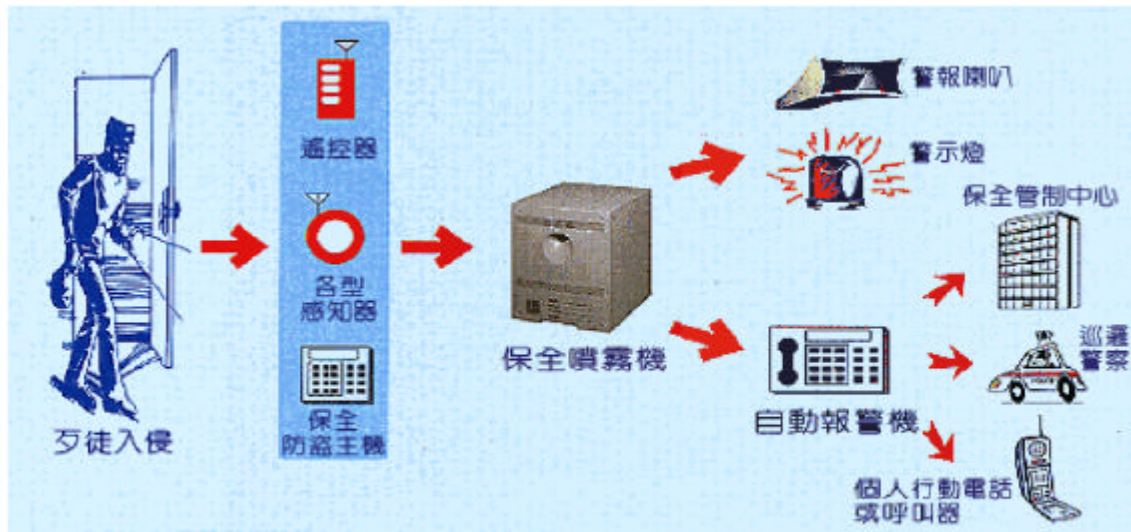 歹徒入侵
遙控器
各型
感知器
保全
防盜主機
保全噴霧機
警報喇叭
警示燈
自動報警機
保全管制中心
巡邏
警察
個人行動電話
或呼叫器